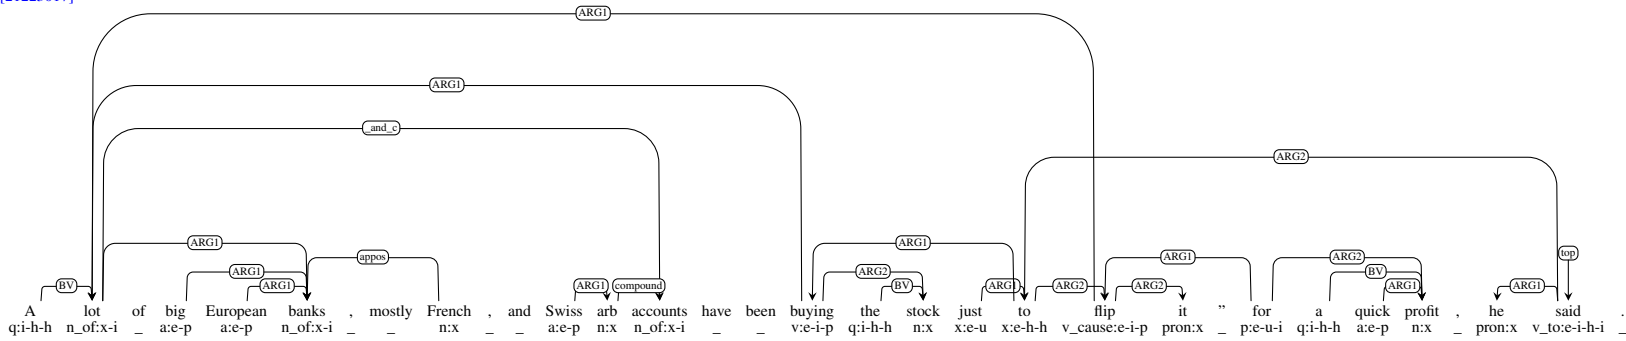 ARG1
ARG1
_and_c
ARG2
ARG1 ARG1 top
appos ARG1 ARG2
ARG1 ARG2 BV
BV ARG1 ARG1 compound BV ARG1 ARG2 ARG2 ARG1 ARG1
A lot of big European banks , mostly French , and Swiss arb accounts have been buying the stock just to flip it ” for a quick profit , he said .
q:i-h-h n_of:x-i _ a:e-p a:e-p n_of:x-i _ _ n:x _ _ a:e-p n:x n_of:x-i _ _ v:e-i-p q:i-h-h n:x x:e-u x:e-h-h v_cause:e-i-p pron:x _ p:e-u-i q:i-h-h a:e-p n:x _ pron:x v_to:e-i-h-i _